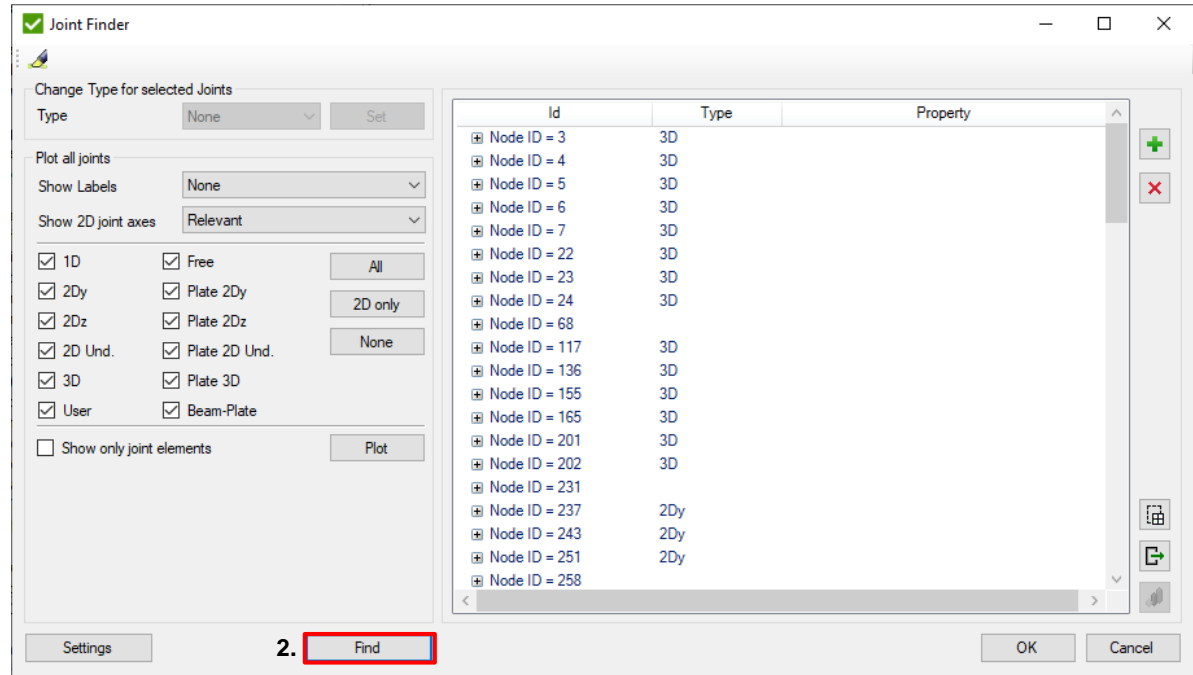 Joint Finder
Change Type for selected Joints
Type None Set
Plot all joints
Show Labels None
Show 2D joint axes Relevant
1D Free All
2Dy Plate 2Dy 2D only
2Dz Plate 2Dz
2D Und. Plate 2D Und. None
3D Plate 3D
User Beam-Plate
Show only joint elements Plot
Id Type Property
Node ID = 3 3D
Node ID = 4 3D
Node ID = 5 3D
Node ID = 6 3D
Node ID = 7 3D
Node ID = 22 3D
Node ID = 23 3D
Node ID = 24 3D
Node ID = 68
Node ID = 117 3D
Node ID = 136 3D
Node ID = 155 3D
Node ID = 165 3D
Node ID = 201 3D
Node ID = 202 3D
Node ID = 231
Node ID = 237 2Dy
Node ID = 243 2Dy
Node ID = 251 2Dy
Node ID = 258
Settings 2. Find OK Cancel